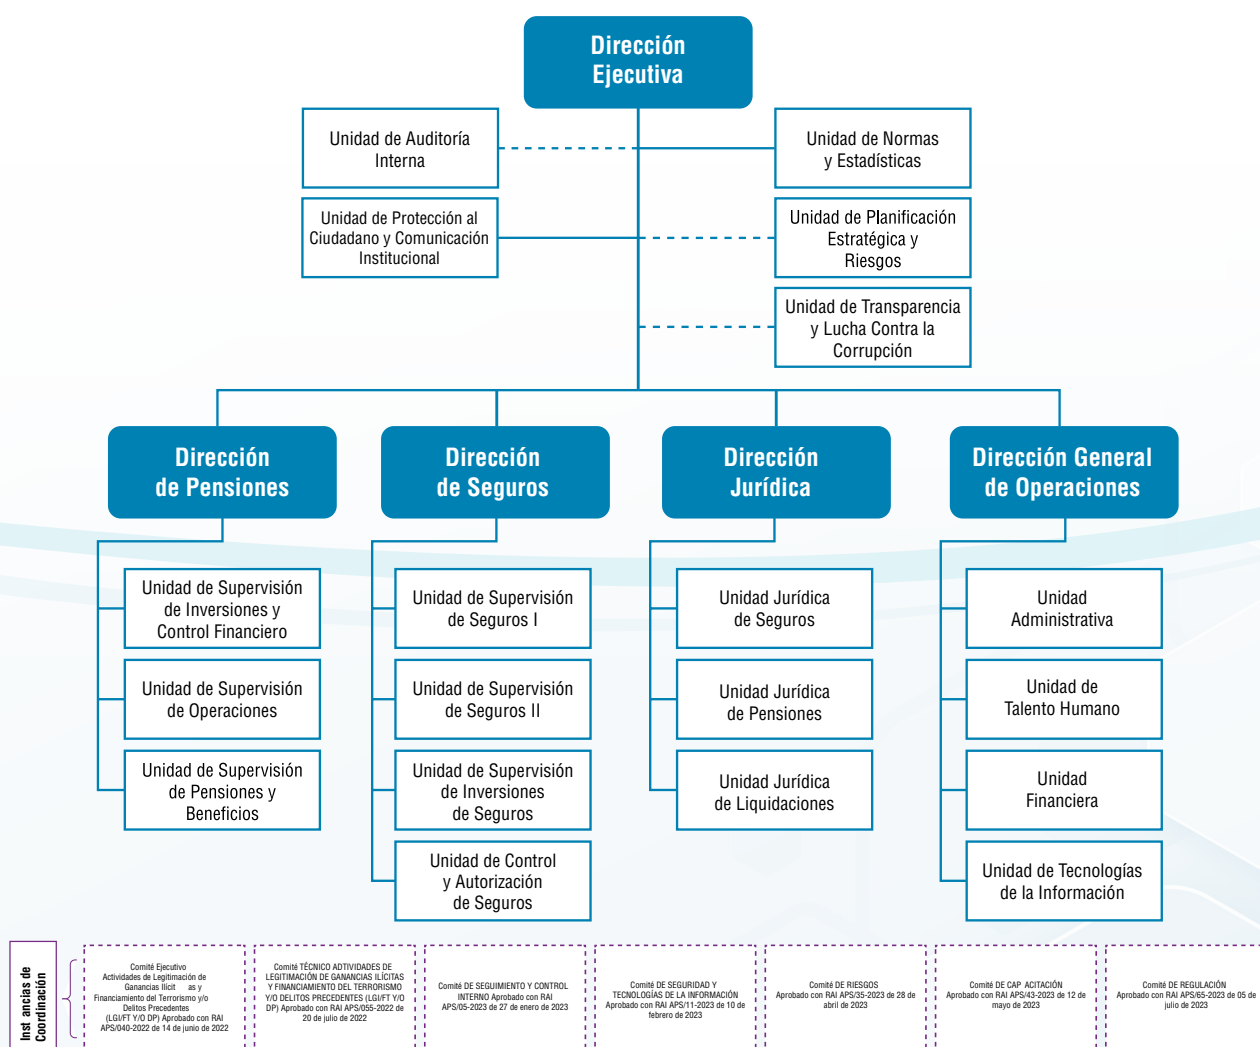 Dirección
Ejecutiva
Unidad de Auditoría
Interna
Unidad de Normas
y Estadísticas
Unidad de Protección al
Ciudadano y Comunicación
Institucional
Unidad de Planificación
Estratégica y
Riesgos
Unidad de Transparencia
y Lucha Contra la
Corrupción
Dirección
de Pensiones
Dirección
de Seguros
Dirección
Jurídica
Dirección General
de Operaciones
Unidad de Supervisión
de Inversiones y
Control Financiero
Unidad de Supervisión
de Operaciones
Unidad de Supervisión
de Pensiones y
Beneficios
Unidad de Supervisión
de Seguros I
Unidad de Supervisión
de Seguros II
Unidad de Supervisión
de Inversiones
de Seguros
Unidad de Control
y Autorización
de Seguros
Unidad Jurídica
de Seguros
Unidad Jurídica
de Pensiones
Unidad Jurídica
de Liquidaciones
Unidad
Administrativa
Unidad de
Talento Humano
Unidad
Financiera
Unidad de Tecnologías
de la Información
Inst ancias de
Coordinación
Comité Ejecutivo
Actividades de Legitimación de
Ganancias Ilícit as y
Financiamiento del Terrorismo y/o
Delitos Precedentes
(LGI/FT Y/O DP) Aprobado con RAI
APS/040-2022 de 14 de junio de 2022
Comité TÉCNICO ADTIVIDADES DE
LEGITIMACIÓN DE GANANCIAS ILÍCITAS
Y FINANCIAMIENTO DEL TERRORISMO
Y/O DELITOS PRECEDENTES (LGI/FT Y/O
DP) Aprobado con RAI APS/055-2022 de
20 de julio de 2022
Comité DE SEGUIMIENTO Y CONTROL
INTERNO Aprobado con RAI
APS/05-2023 de 27 de enero de 2023
Comité DE SEGURIDAD Y
TECNOLOGÍAS DE LA INFORMACIÓN
Aprobado con RAI APS/11-2023 de 10 de
febrero de 2023
Comité DE RIESGOS
Aprobado con RAI APS/35-2023 de 28 de
abril de 2023
Comité DE CAP ACITACIÓN
Aprobado con RAI APS/43-2023 de 12 de
mayo de 2023
Comité DE REGULACIÓN
Aprobado con RAI APS/65-2023 de 05 de
julio de 2023